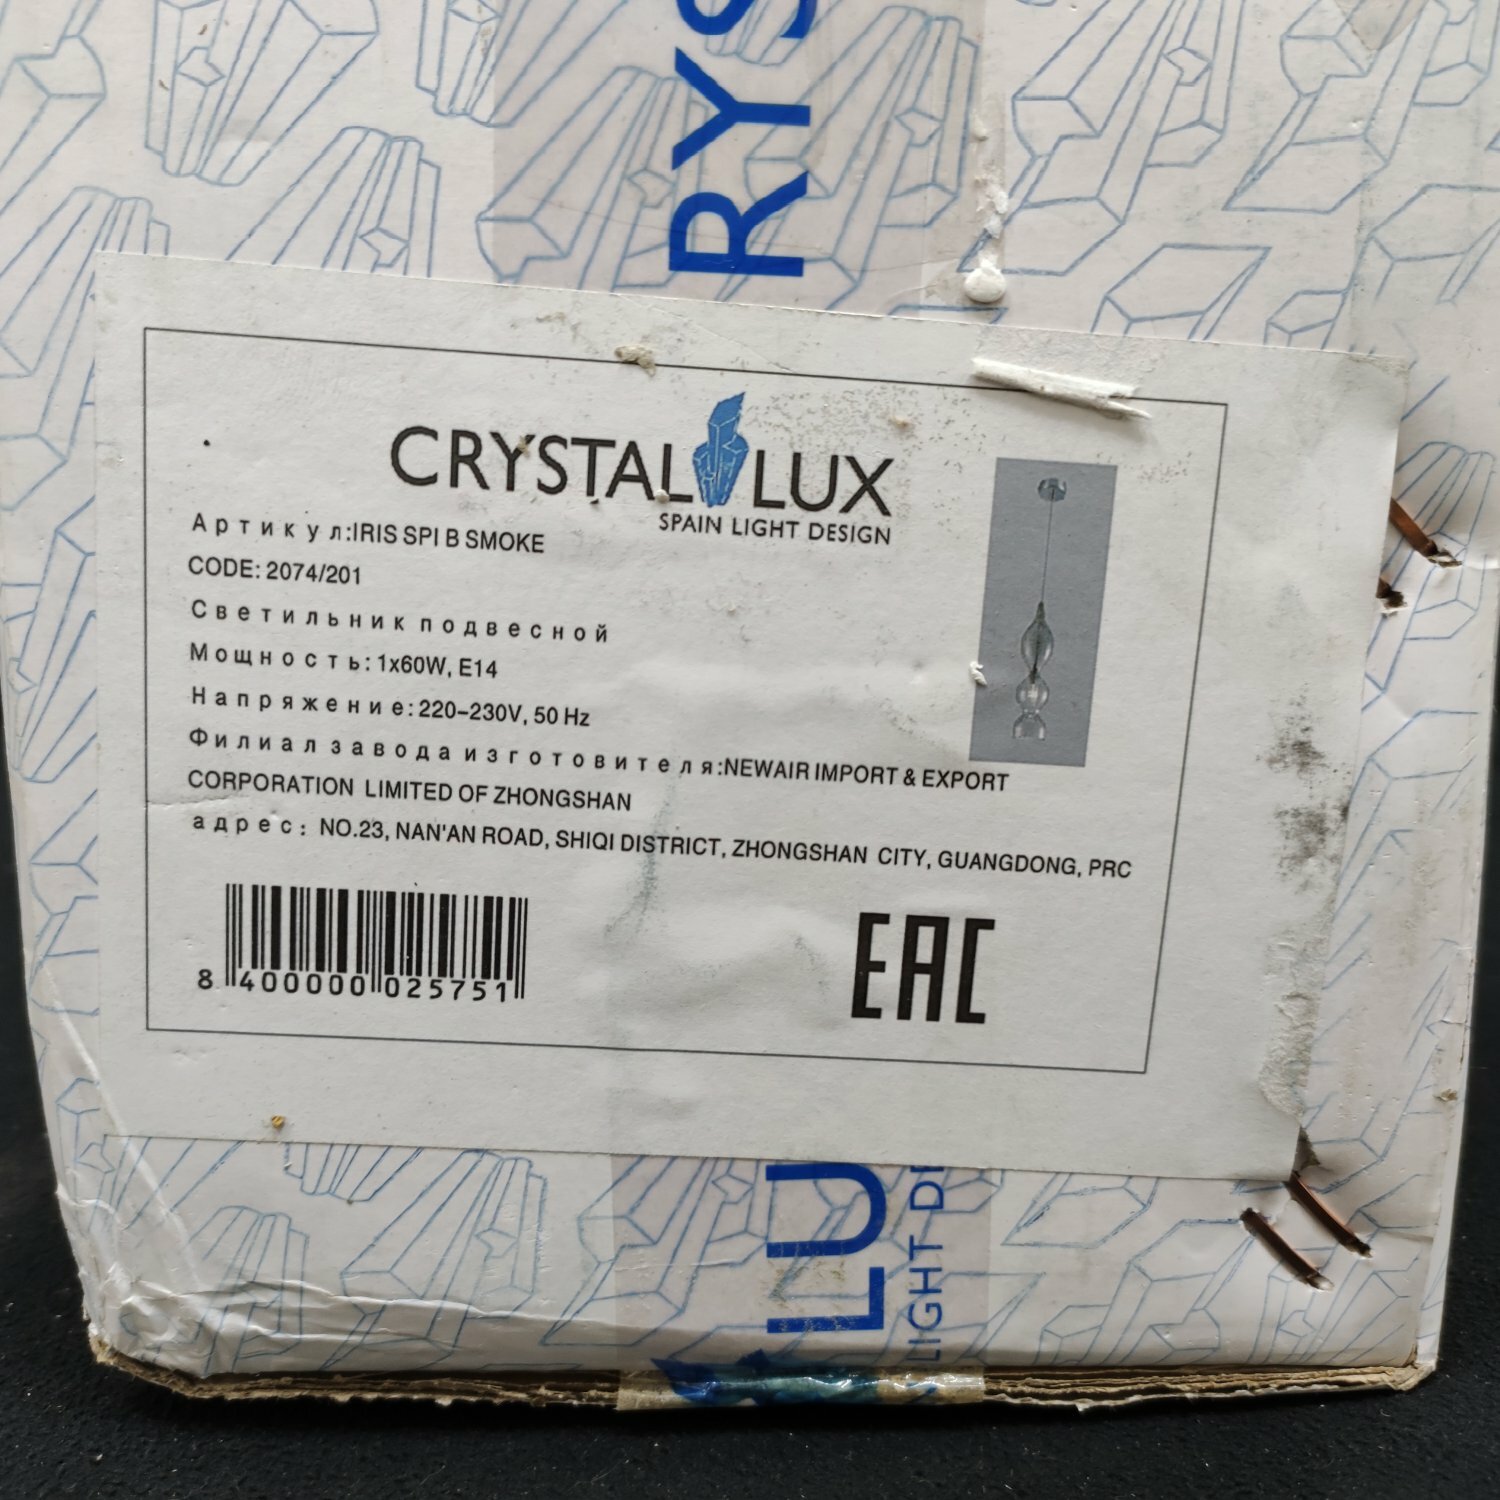 RYS
CRYSTAL LUX
SPAIN LIGHT DESIGN
Артикул:IRIS SPI B SMOKE
CODE: 2074/201
Светильник подвесной
Мощность: 1x60W, E14
Напряжение: 220-230V, 50 Hz
Филиал завода изготовителя:NEWAIR IMPORT & EXPORT
CORPORATION LIMITED OF ZHONGSHAN
адрес: NO.23, NAN'AN ROAD, SHIQI DISTRICT, ZHONGSHAN CITY, GUANGDONG, PRC
8 400000 025751
EAC
LU
LIGHT DE